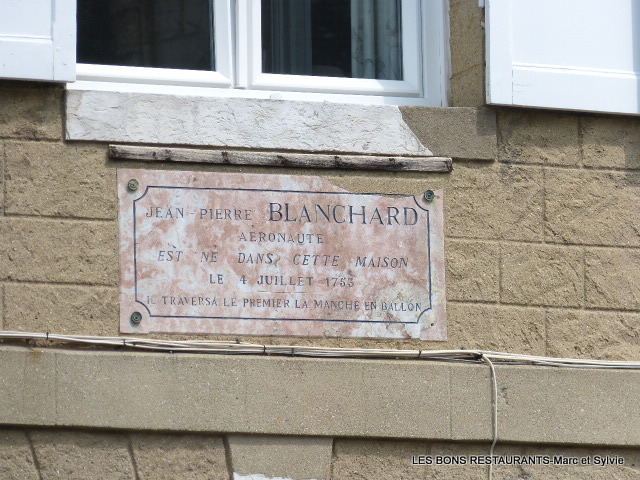 JEAN-PIERRE BLANCHARD
AÉRONAUTE
EST NÉ DANS CETTE MAISON
LE 4 JUILLET 1753
IL TRAVERSA LE PREMIER LA MANCHE EN BALLON
LES BONS RESTAURANTS-Marc et Sylvie